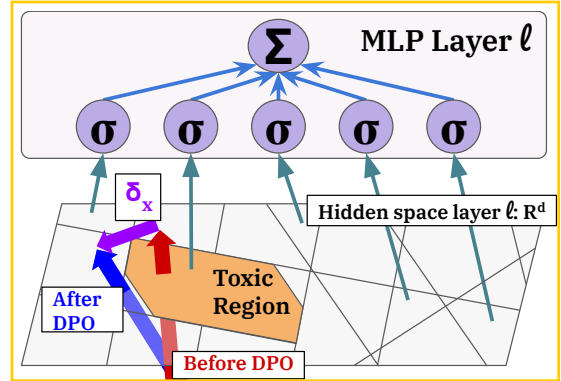 Σ
MLP Layer ℓ
σ σ σ σ σ
δx
Hidden space layer ℓ: Rᵈ
Toxic
Region
After
DPO
Before DPO